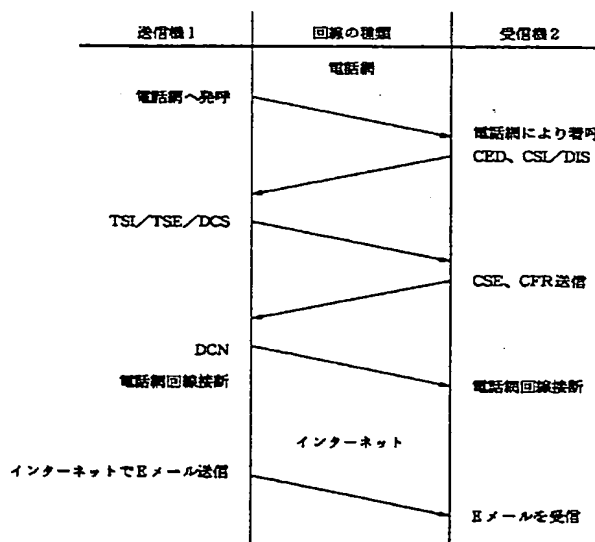 送信機1 回線の種類 受信機2
電話網
電話網へ発呼
電話網により着呼
CED、CSI/DIS
TSI/TSE/DCS
CSE、CFR送信
DCN
電話網回線接断 電話網回線接断
インターネット
インターネットでEメール送信
Eメールを受信